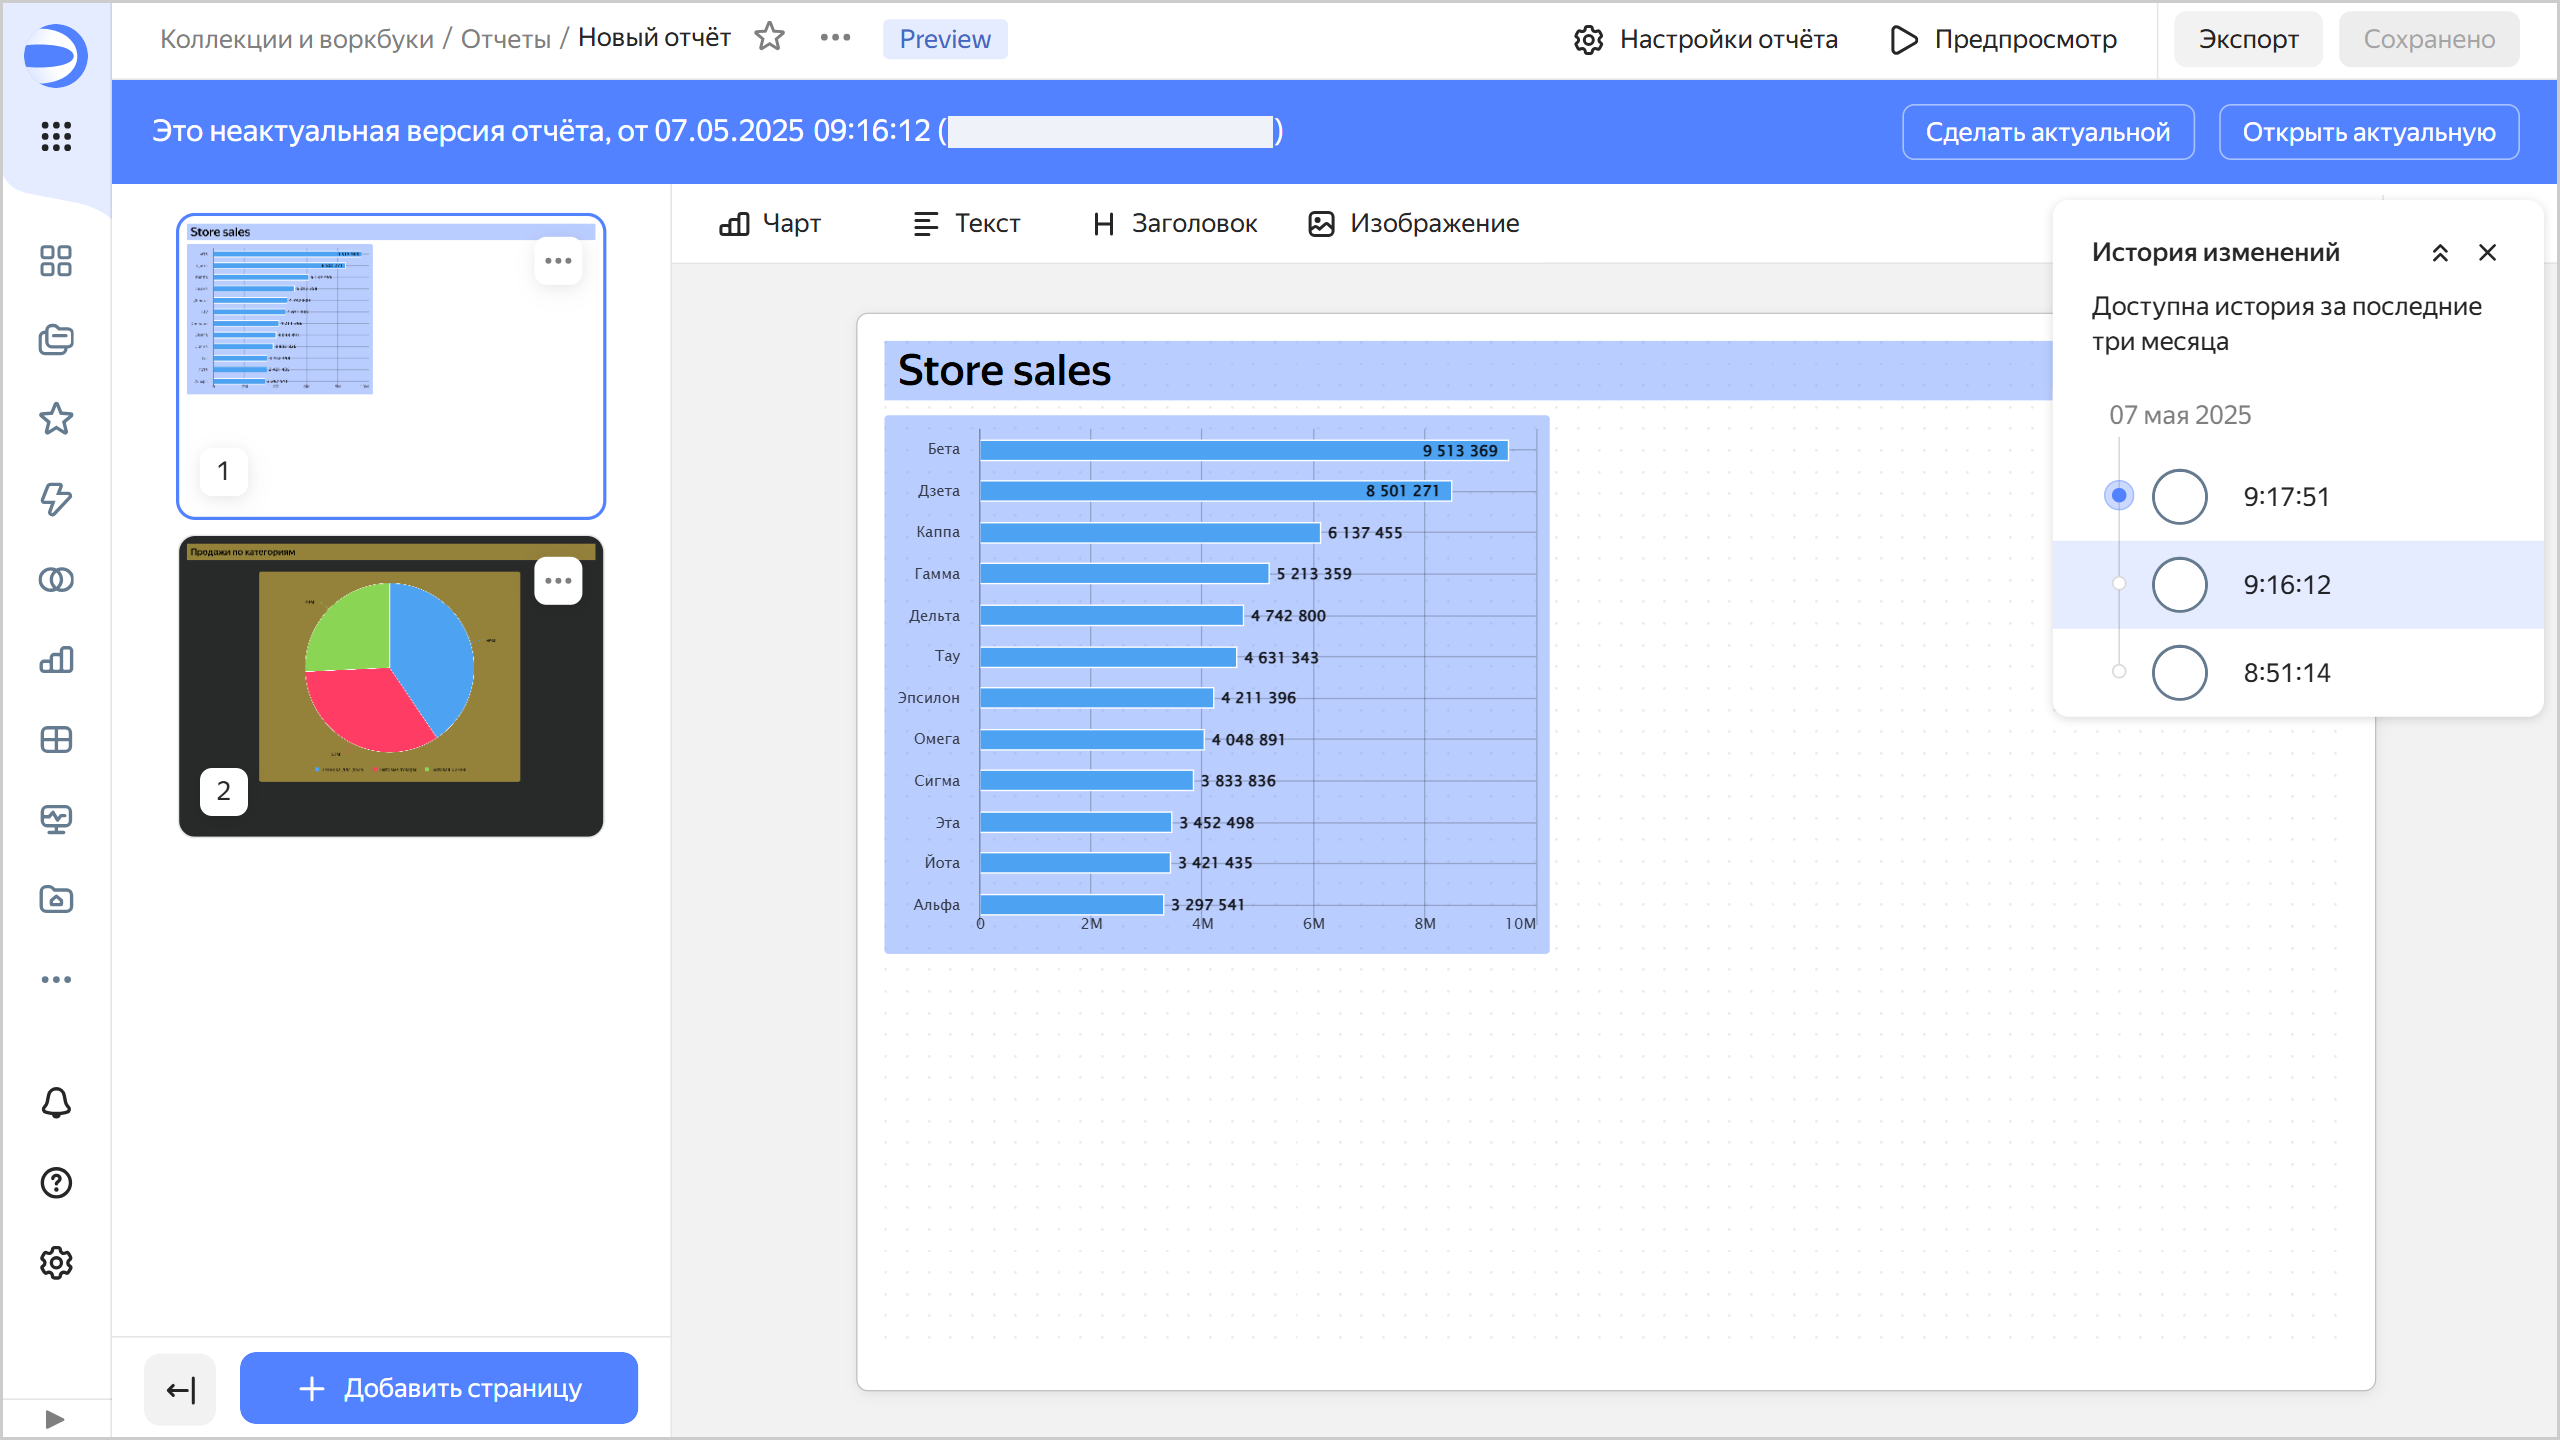 Коллекции и воркбуки / Отчеты / Новый отчёт
Preview
Настройки отчёта
Предпросмотр
Экспорт
Сохранено
Это неактуальная версия отчёта, от 07.05.2025 09:16:12 ( )
Сделать актуальной
Открыть актуальную
Store sales
1
Продажи по категориям
2
Добавить страницу
Чарт
Текст
Заголовок
Изображение
Store sales
Бета 9 513 369
Дзета 8 501 271
Каппа 6 137 455
Гамма 5 213 359
Дельта 4 742 800
Тау 4 631 343
Эпсилон 4 211 396
Омега 4 048 891
Сигма 3 833 836
Эта 3 452 498
Йота 3 421 435
Альфа 3 297 541
0 2M 4M 6M 8M 10M
История изменений
Доступна история за последние
три месяца
07 мая 2025
9:17:51
9:16:12
8:51:14